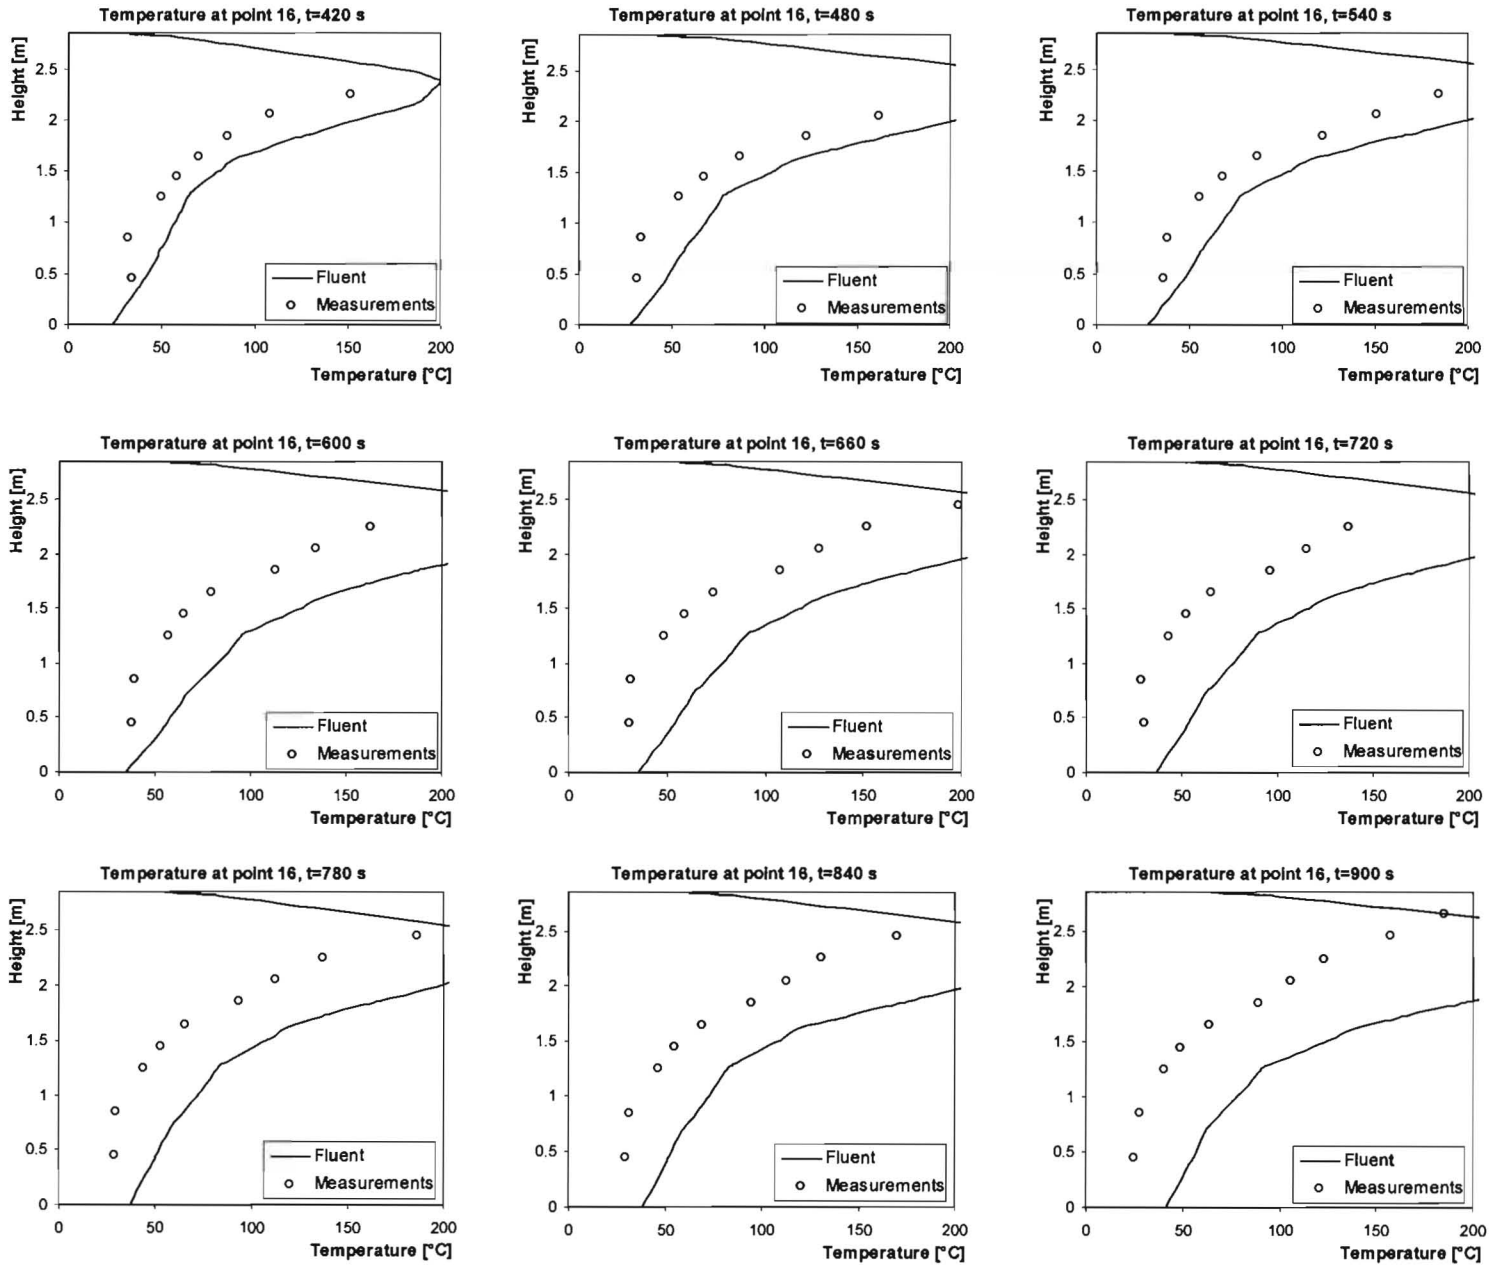 Temperature at point 16, t=420 s
Height [m]
2.5
2
1.5
1
0.5
0
0 50 100 150 200
Temperature [°C]
Fluent
Measurements
Temperature at point 16, t=480 s
Height [m]
2.5
2
1.5
1
0.5
0
0 50 100 150 200
Temperature [°C]
Fluent
Measurements
Temperature at point 16, t=540 s
Height [m]
2.5
2
1.5
1
0.5
0
0 50 100 150 200
Temperature [°C]
Fluent
Measurements
Temperature at point 16, t=600 s
Height [m]
2.5
2
1.5
1
0.5
0
0 50 100 150 200
Temperature [°C]
Fluent
Measurements
Temperature at point 16, t=660 s
Height [m]
2.5
2
1.5
1
0.5
0
0 50 100 150 200
Temperature [°C]
Fluent
Measurements
Temperature at point 16, t=720 s
Height [m]
2.5
2
1.5
1
0.5
0
0 50 100 150 200
Temperature [°C]
Fluent
Measurements
Temperature at point 16, t=780 s
Height [m]
2.5
2
1.5
1
0.5
0
0 50 100 150 200
Temperature [°C]
Fluent
Measurements
Temperature at point 16, t=840 s
Height [m]
2.5
2
1.5
1
0.5
0
0 50 100 150 200
Temperature [°C]
Fluent
Measurements
Temperature at point 16, t=900 s
Height [m]
2.5
2
1.5
1
0.5
0
0 50 100 150 200
Temperature [°C]
Fluent
Measurements